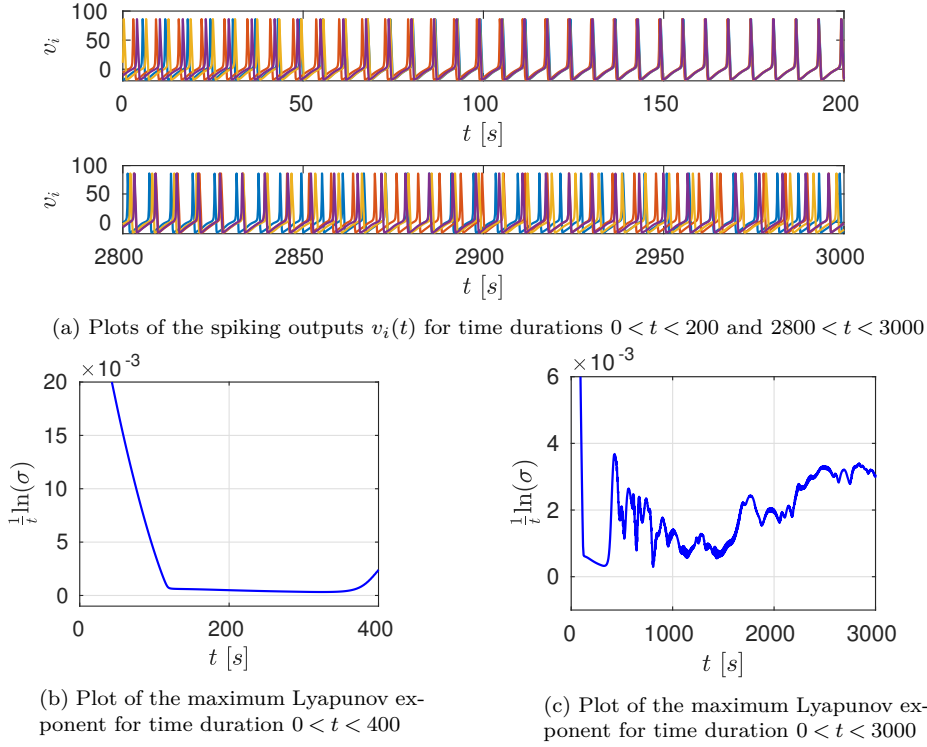 100
50
0
v_i
0 50 100 150 200
t [s]
100
50
0
v_i
2800 2850 2900 2950 3000
t [s]
(a) Plots of the spiking outputs v_i(t) for time durations 0 < t < 200 and 2800 < t < 3000
×10^-3
20
15
10
5
0
1/t ln(σ)
0 200 400
t [s]
(b) Plot of the maximum Lyapunov ex-
ponent for time duration 0 < t < 400
×10^-3
6
4
2
0
1/t ln(σ)
0 1000 2000 3000
t [s]
(c) Plot of the maximum Lyapunov ex-
ponent for time duration 0 < t < 3000